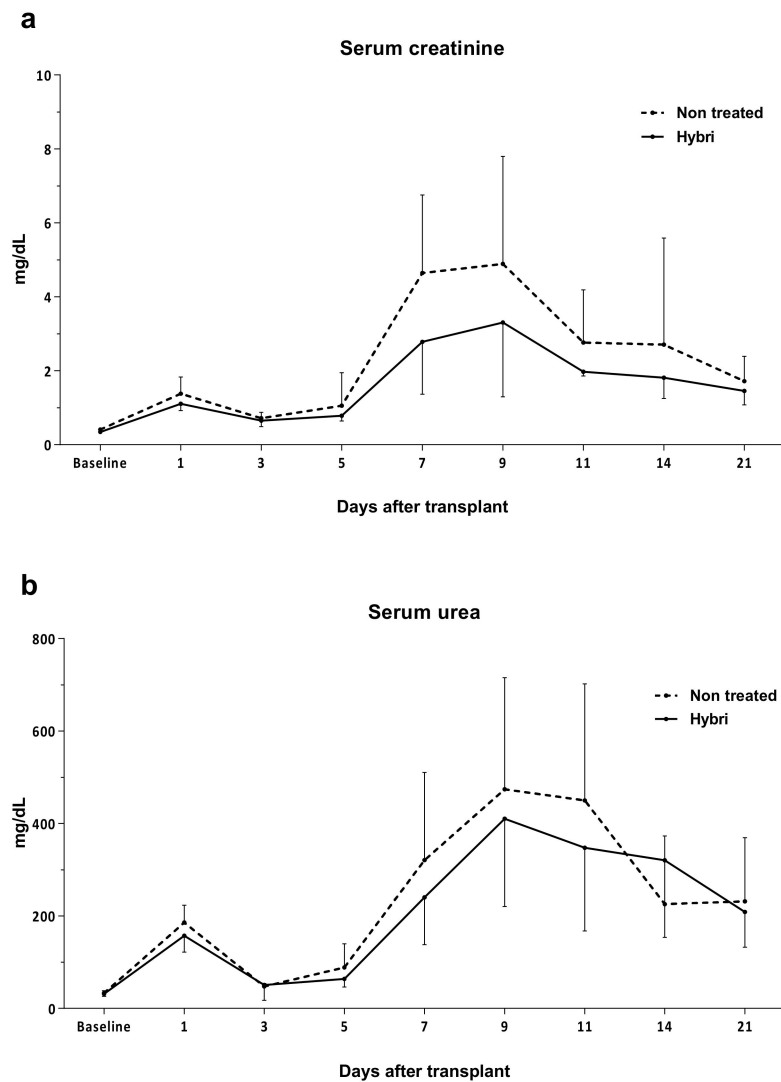 a
Serum creatinine
10
8
6
4
2
0
mg/dL
Non treated
Hybri
Baseline 1 3 5 7 9 11 14 21
Days after transplant
b
Serum urea
800
600
400
200
0
mg/dL
Non treated
Hybri
Baseline 1 3 5 7 9 11 14 21
Days after transplant